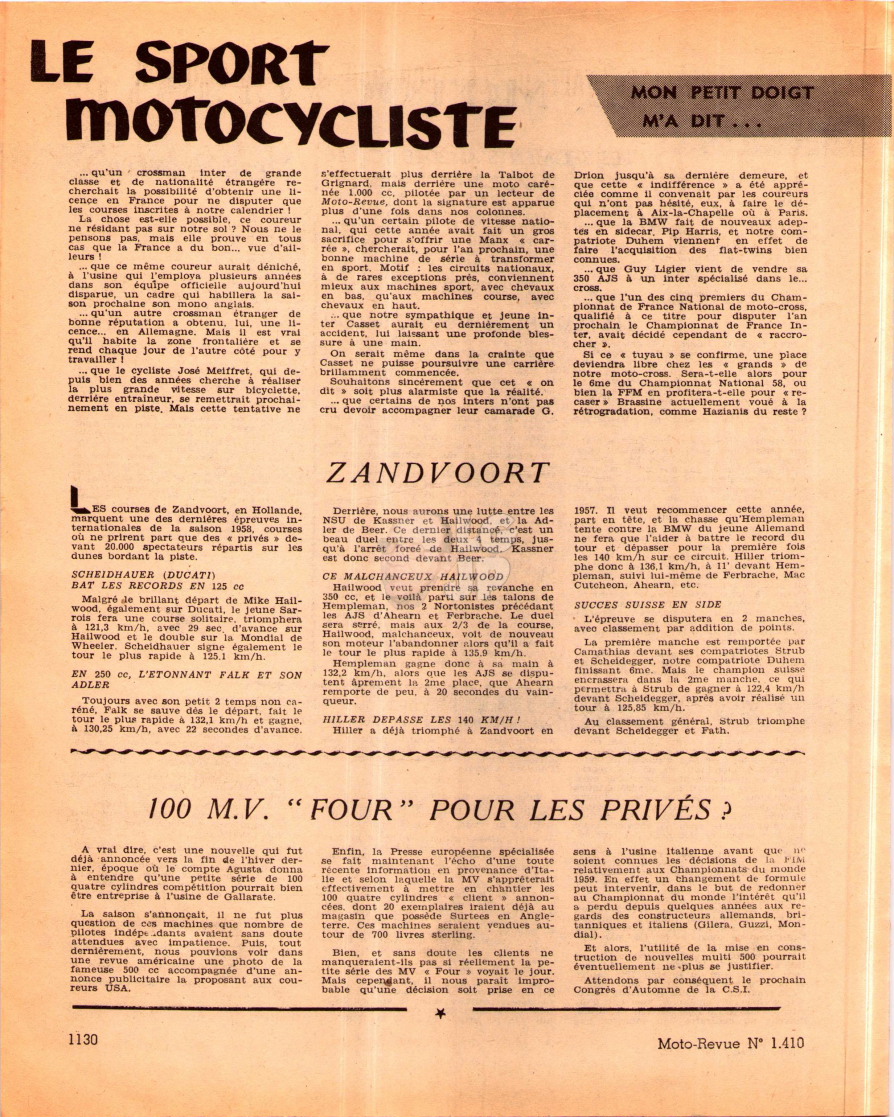 LE SPORT
MOTOCYCLISTE
MON PETIT DOIGT
M'A DIT ...
... qu'un crossman inter de grande
classe et de nationalité étrangère re-
cherchait la possibilité d'obtenir une li-
cence en France pour ne disputer que
les courses inscrites à notre calendrier !
La chose est-elle possible, ce coureur
ne résidant pas sur notre sol ? Nous ne le
pensons pas, mais elle prouve en tous
cas que la France a du bon... vue d'ail-
leurs !
... que ce même coureur aurait déniché,
à l'usine qui l'employa plusieurs années
dans son équipe officielle aujourd'hui
disparue, un cadre qui habillera la sai-
son prochaine son mono anglais.
... qu'un autre crossman étranger de
bonne réputation a obtenu, lui, une li-
cence... en Allemagne. Mais il est vrai
qu'il habite la zone frontalière et se
rend chaque jour de l'autre côté pour y
travailler !
... que le cycliste José Meiffret, qui de-
puis bien des années cherche à réaliser
la plus grande vitesse sur bicyclette,
derrière entraîneur, se remettrait prochai-
nement en piste. Mais cette tentative ne
s'effectuerait plus derrière la Talbot de
Grignard, mais derrière une moto caré-
née 1.000 cc, pilotée par un lecteur de
Moto-Revue, dont la signature est apparue
plus d'une fois dans nos colonnes.
... qu'un certain pilote de vitesse natio-
nal, qui cette année avait fait un gros
sacrifice pour s'offrir une Manx « car-
rée », chercherait, pour l'an prochain, une
bonne machine de série à transformer
en sport. Motif : les circuits nationaux,
à de rares exceptions près, conviennent
mieux aux machines sport, avec chevaux
en bas, qu'aux machines course, avec
chevaux en haut.
... que notre sympathique et jeune in-
ter Casset aurait eu dernièrement un
accident, lui laissant une profonde bles-
sure à une main.
On serait même dans la crainte que
Casset ne puisse poursuivre une carrière
brillamment commencée.
Souhaitons sincèrement que cet « on
dit » soit plus alarmiste que la réalité.
... que certains de nos inters n'ont pas
cru devoir accompagner leur camarade G.
Drion jusqu'à sa dernière demeure, et
que cette « indifférence » a été appré-
ciée comme il convenait par les coureurs
qui n'ont pas hésité, eux, à faire le dé-
placement à Aix-la-Chapelle où à Paris.
... que la BMW fait de nouveaux adep-
tes en sidecar. Pip Harris, et notre com-
patriote Duhem viennent en effet de
faire l'acquisition des flat-twins bien
connues.
... que Guy Ligier vient de vendre sa
350 AJS à un inter spécialisé dans le...
cross.
... que l'un des cinq premiers du Cham-
pionnat de France National de moto-cross,
qualifié à ce titre pour disputer l'an
prochain le Championnat de France In-
ter, avait décidé cependant de « raccro-
cher ».
Si ce « tuyau » se confirme, une place
deviendra libre chez les « grands » de
notre moto-cross. Sera-t-elle alors pour
le 6me du Championnat National 58, ou
bien la FFM en profitera-t-elle pour « re-
caser » Brassine actuellement voué à la
rétrogradation, comme Hazianis du reste ?
ZANDVOORT
LES courses de Zandvoort, en Hollande,
marquent une des dernières épreuves in-
ternationales de la saison 1958, courses
où ne prirent part que des « privés » de-
vant 20.000 spectateurs répartis sur les
dunes bordant la piste.
SCHEIDHAUER (DUCATI)
BAT LES RECORDS EN 125 cc
Malgré le brillant départ de Mike Hail-
wood, également sur Ducati, le jeune Sar-
rois fera une course solitaire, triomphera
à 121,3 km/h, avec 29 sec. d'avance sur
Hailwood et le double sur la Mondial de
Wheeler. Scheidhauer signe également le
tour le plus rapide à 125,1 km/h.
EN 250 cc, L'ETONNANT FALK ET SON
ADLER
Toujours avec son petit 2 temps non ca-
réné, Falk se sauve dès le départ, fait le
tour le plus rapide à 132,1 km/h et gagne,
à 130,25 km/h, avec 22 secondes d'avance.
Derrière, nous aurons une lutte entre les
NSU de Kassner et Hailwood, et la Ad-
ler de Beer. Ce dernier distancé, c'est un
beau duel entre les deux 4 temps, jus-
qu'à l'arrêt forcé de Hailwood. Kassner
est donc second devant Beer.
CE MALCHANCEUX HAILWOOD
Hailwood veut prendre sa revanche en
350 cc, et le voilà parti sur les talons de
Hempleman, nos 2 Nortonistes précédant
les AJS d'Ahearn et Ferbrache. Le duel
sera serré, mais aux 2/3 de la course,
Hailwood, malchanceux, voit de nouveau
son moteur l'abandonner alors qu'il a fait
le tour le plus rapide à 135,9 km/h.
Hempleman gagne donc à sa main à
132,2 km/h, alors que les AJS se dispu-
tent âprement la 2me place, que Ahearn
remporte de peu, à 20 secondes du vain-
queur.
HILLER DEPASSE LES 140 KM/H !
Hiller a déjà triomphé à Zandvoort en
1957. Il veut recommencer cette année,
part en tête, et la chasse qu'Hempleman
tente contre la BMW du jeune Allemand
ne fera que l'aider à battre le record du
tour et dépasser pour la première fois
les 140 km/h sur ce circuit. Hiller triom-
phe donc à 136,1 km/h, à 11' devant Hem-
pleman, suivi lui-même de Ferbrache, Mac
Cutcheon, Ahearn, etc.
SUCCES SUISSE EN SIDE
L'épreuve se disputera en 2 manches,
avec classement par addition de points.
La première manche est remportée par
Camathias devant ses compatriotes Strub
et Scheidegger, notre compatriote Duhem
finissant 6me. Mais le champion suisse
encrassera dans la 2me manche, ce qui
permettra à Strub de gagner à 122,4 km/h
devant Scheidegger, après avoir réalisé un
tour à 125,85 km/h.
Au classement général, Strub triomphe
devant Scheidegger et Fath.
100 M.V. "FOUR" POUR LES PRIVÉS ?
A vrai dire, c'est une nouvelle qui fut
déjà annoncée vers la fin de l'hiver der-
nier, époque où le compte Agusta donna
à entendre qu'une petite série de 100
quatre cylindres compétition pourrait bien
être entreprise à l'usine de Gallarate.
La saison s'annonçait, il ne fut plus
question de ces machines que nombre de
pilotes indépendants avaient sans doute
attendues avec impatience. Puis, tout
dernièrement, nous pouvions voir dans
une revue américaine une photo de la
fameuse 500 cc accompagnée d'une an-
nonce publicitaire la proposant aux cou-
reurs USA.
Enfin, la Presse européenne spécialisée
se fait maintenant l'écho d'une toute
récente information en provenance d'Ita-
lie et selon laquelle la MV s'apprêterait
effectivement à mettre en chantier les
100 quatre cylindres « client » annon-
cées, dont 20 exemplaires iraient déjà au
magasin que possède Surtees en Angle-
terre. Ces machines seraient vendues au-
tour de 700 livres sterling.
Bien, et sans doute les clients ne
manqueraient-ils pas si réellement la pe-
tite série des MV « Four » voyait le jour.
Mais cependant, il nous paraît impro-
bable qu'une décision soit prise en ce
sens à l'usine italienne avant que ne
soient connues les décisions de la FIM
relativement aux Championnats du monde
1959. En effet un changement de formule
peut intervenir, dans le but de redonner
au Championnat du monde l'intérêt qu'il
a perdu depuis quelques années aux re-
gards des constructeurs allemands, bri-
tanniques et italiens (Gilera, Guzzi, Mon-
dial).
Et alors, l'utilité de la mise en cons-
truction de nouvelles multi 500 pourrait
éventuellement ne plus se justifier.
Attendons par conséquent le prochain
Congrès d'Automne de la C.S.I.
1130
Moto-Revue N° 1.410